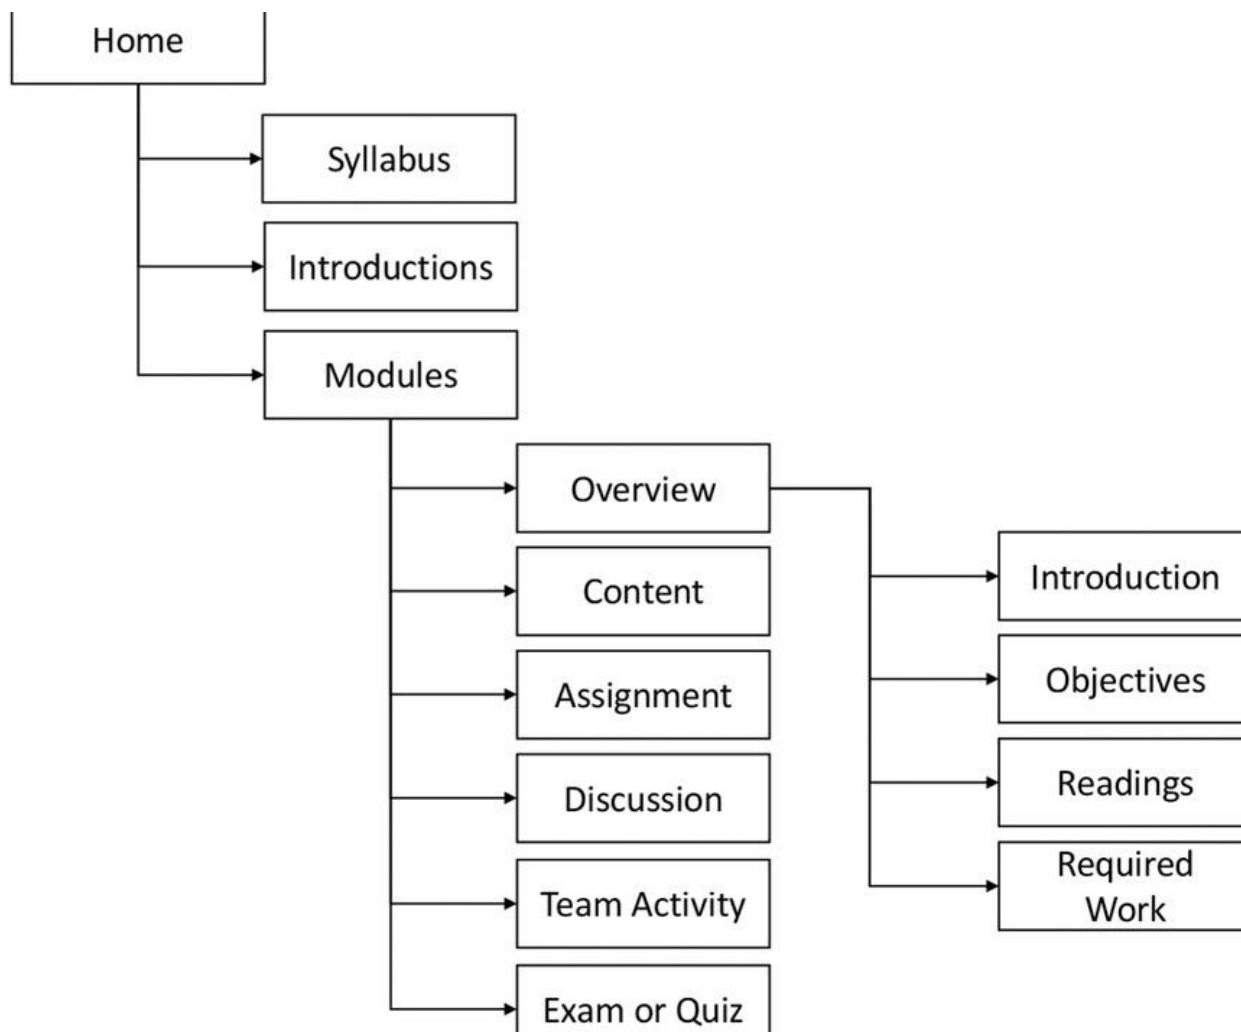 Home
Syllabus
Introductions
Modules
Overview
Content
Assignment
Discussion
Team Activity
Exam or Quiz
Introduction
Objectives
Readings
Required
Work